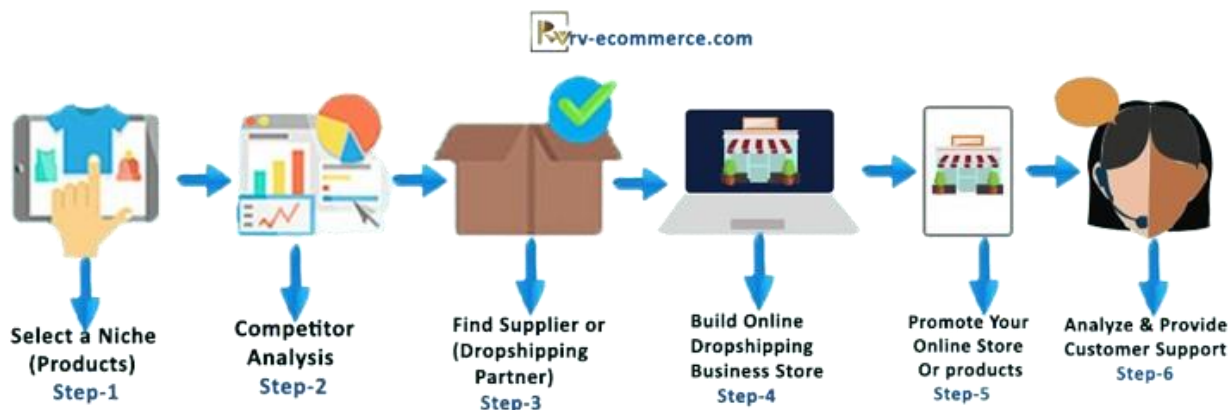 rv-ecommerce.com
Select a Niche
(Products)
Step-1
Competitor
Analysis
Step-2
Find Supplier or
(Dropshipping
Partner)
Step-3
Build Online
Dropshipping
Business Store
Step-4
Promote Your
Online Store
Or products
Step-5
Analyze & Provide
Customer Support
Step-6